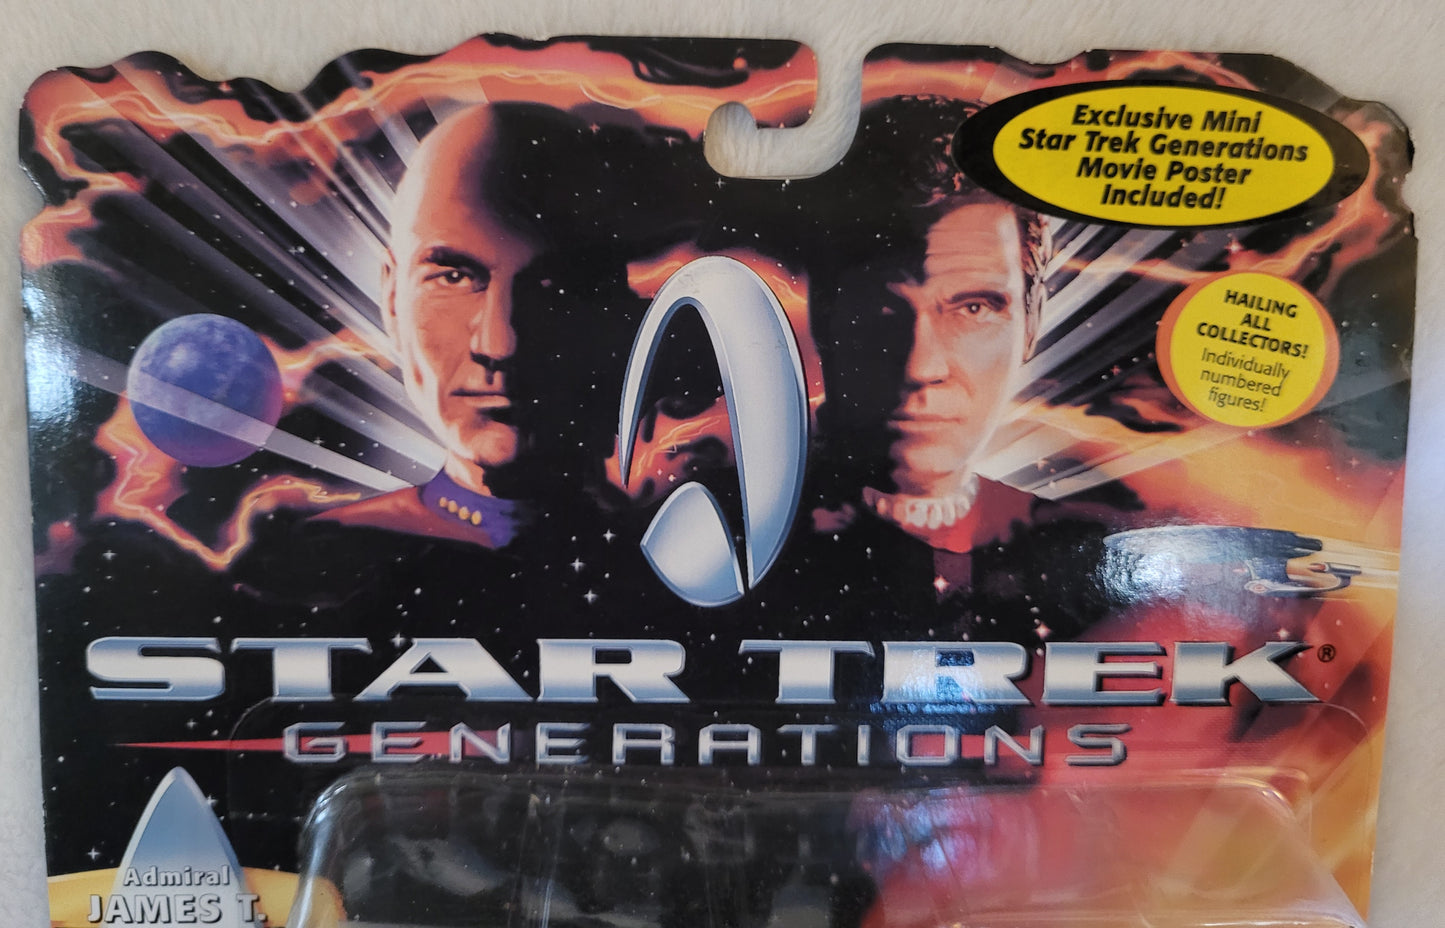 Exclusive Mini
Star Trek Generations
Movie Poster
Included!
HAILING
ALL
COLLECTORS!
Individually
numbered
figures!
STAR TREK®
GENERATIONS
Admiral
JAMES T.